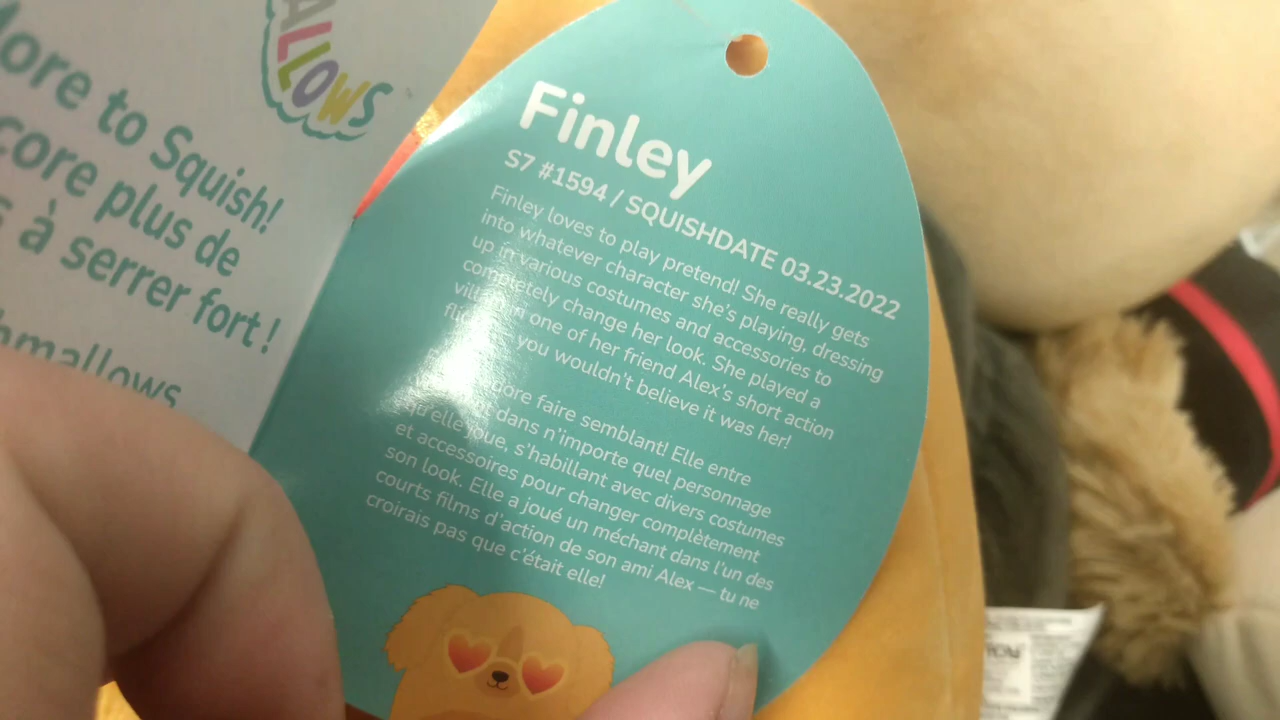 ALLOWS
More to Squish!
core plus de
s à serrer fort !
hmallows
Finley
S7 #1594 / SQUISHDATE 03.23.2022
Finley loves to play pretend! She really gets
into whatever character she's playing, dressing
up in various costumes and accessories to
completely change her look. She played a
villain in one of her friend Alex's short action
you wouldn't believe it was her!
dore faire semblant! Elle entre
qu'elle joue, dans n'importe quel personnage
et accessoires s'habillant avec divers costumes
son look. pour changer complètement
Elle a joué un méchant dans l'un des
courts films d'action de son ami Alex — tu ne
croirais pas que c'était elle!